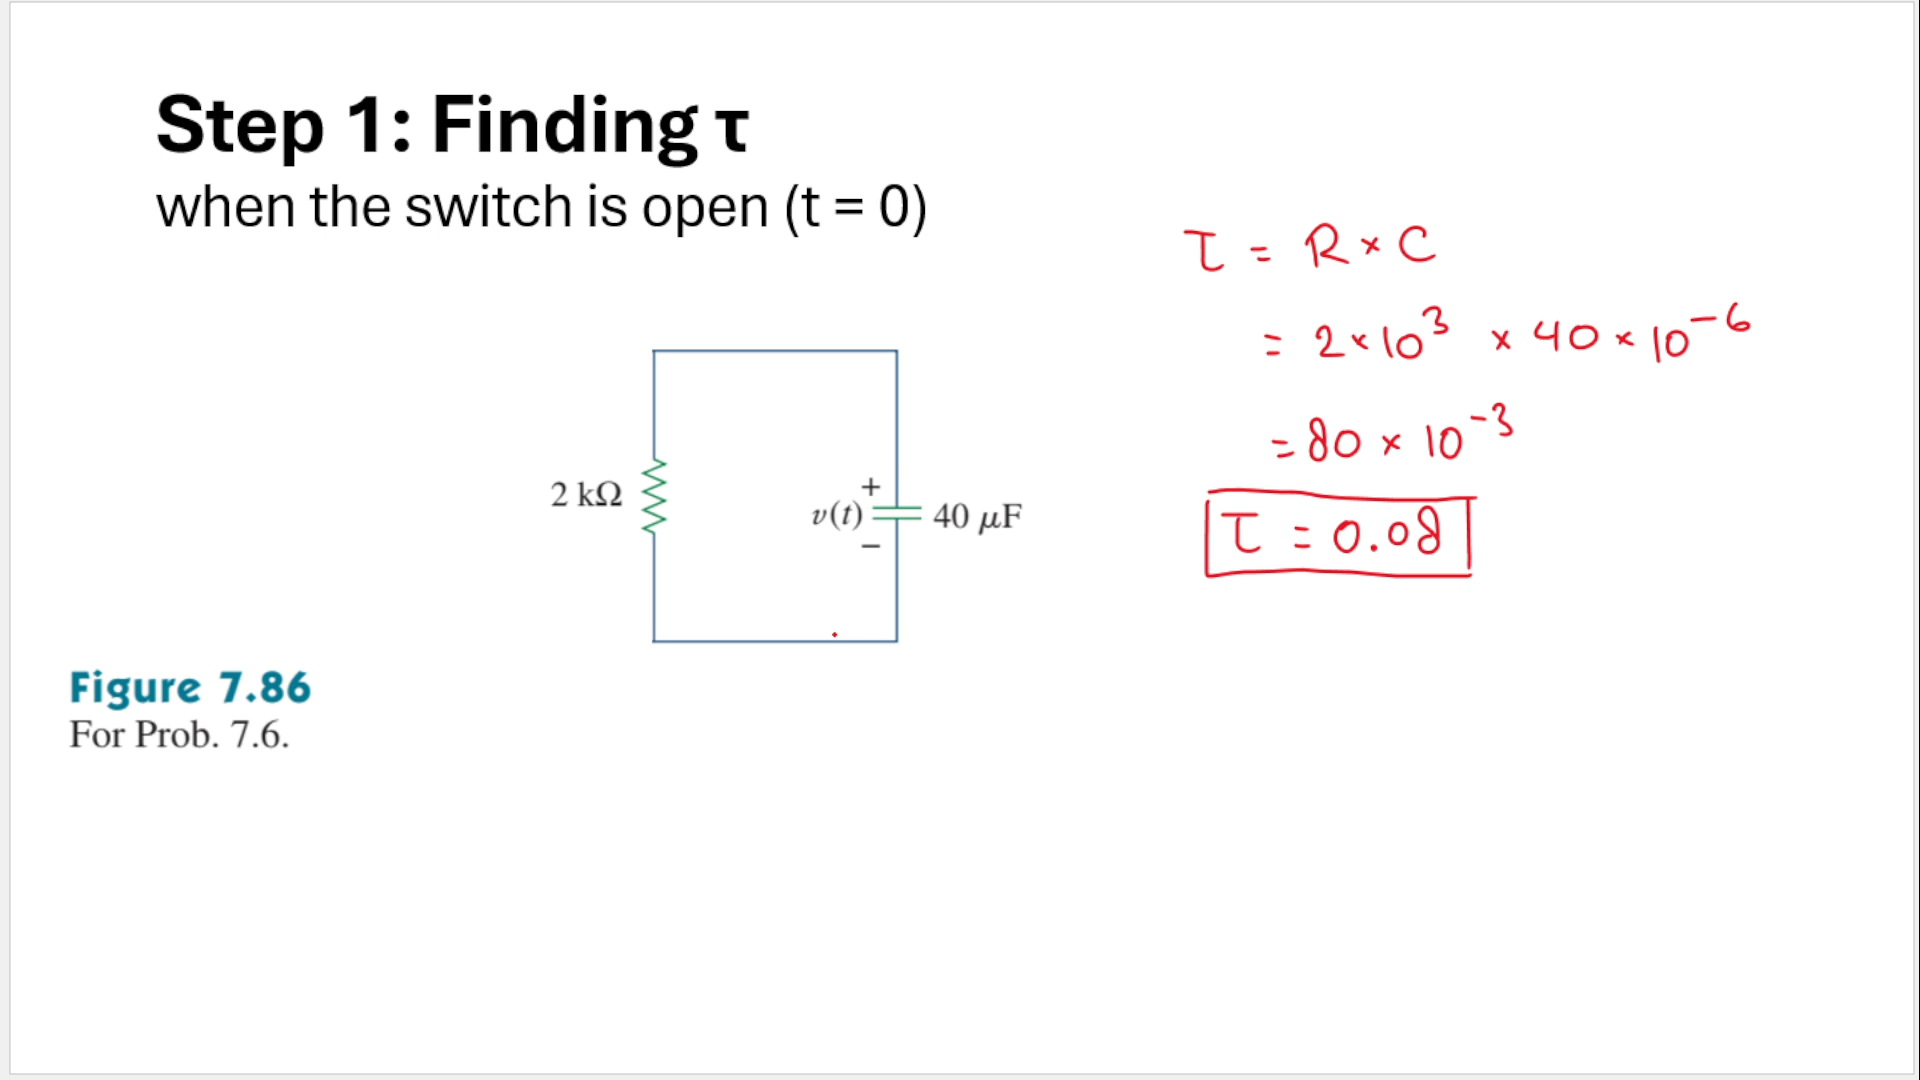 Step 1: Finding τ
when the switch is open (t = 0)
τ = R × C
= 2 × 10³ × 40 × 10⁻⁶
= 80 × 10⁻³
τ = 0.08
2 kΩ
+
v(t)
−
40 μF
Figure 7.86
For Prob. 7.6.